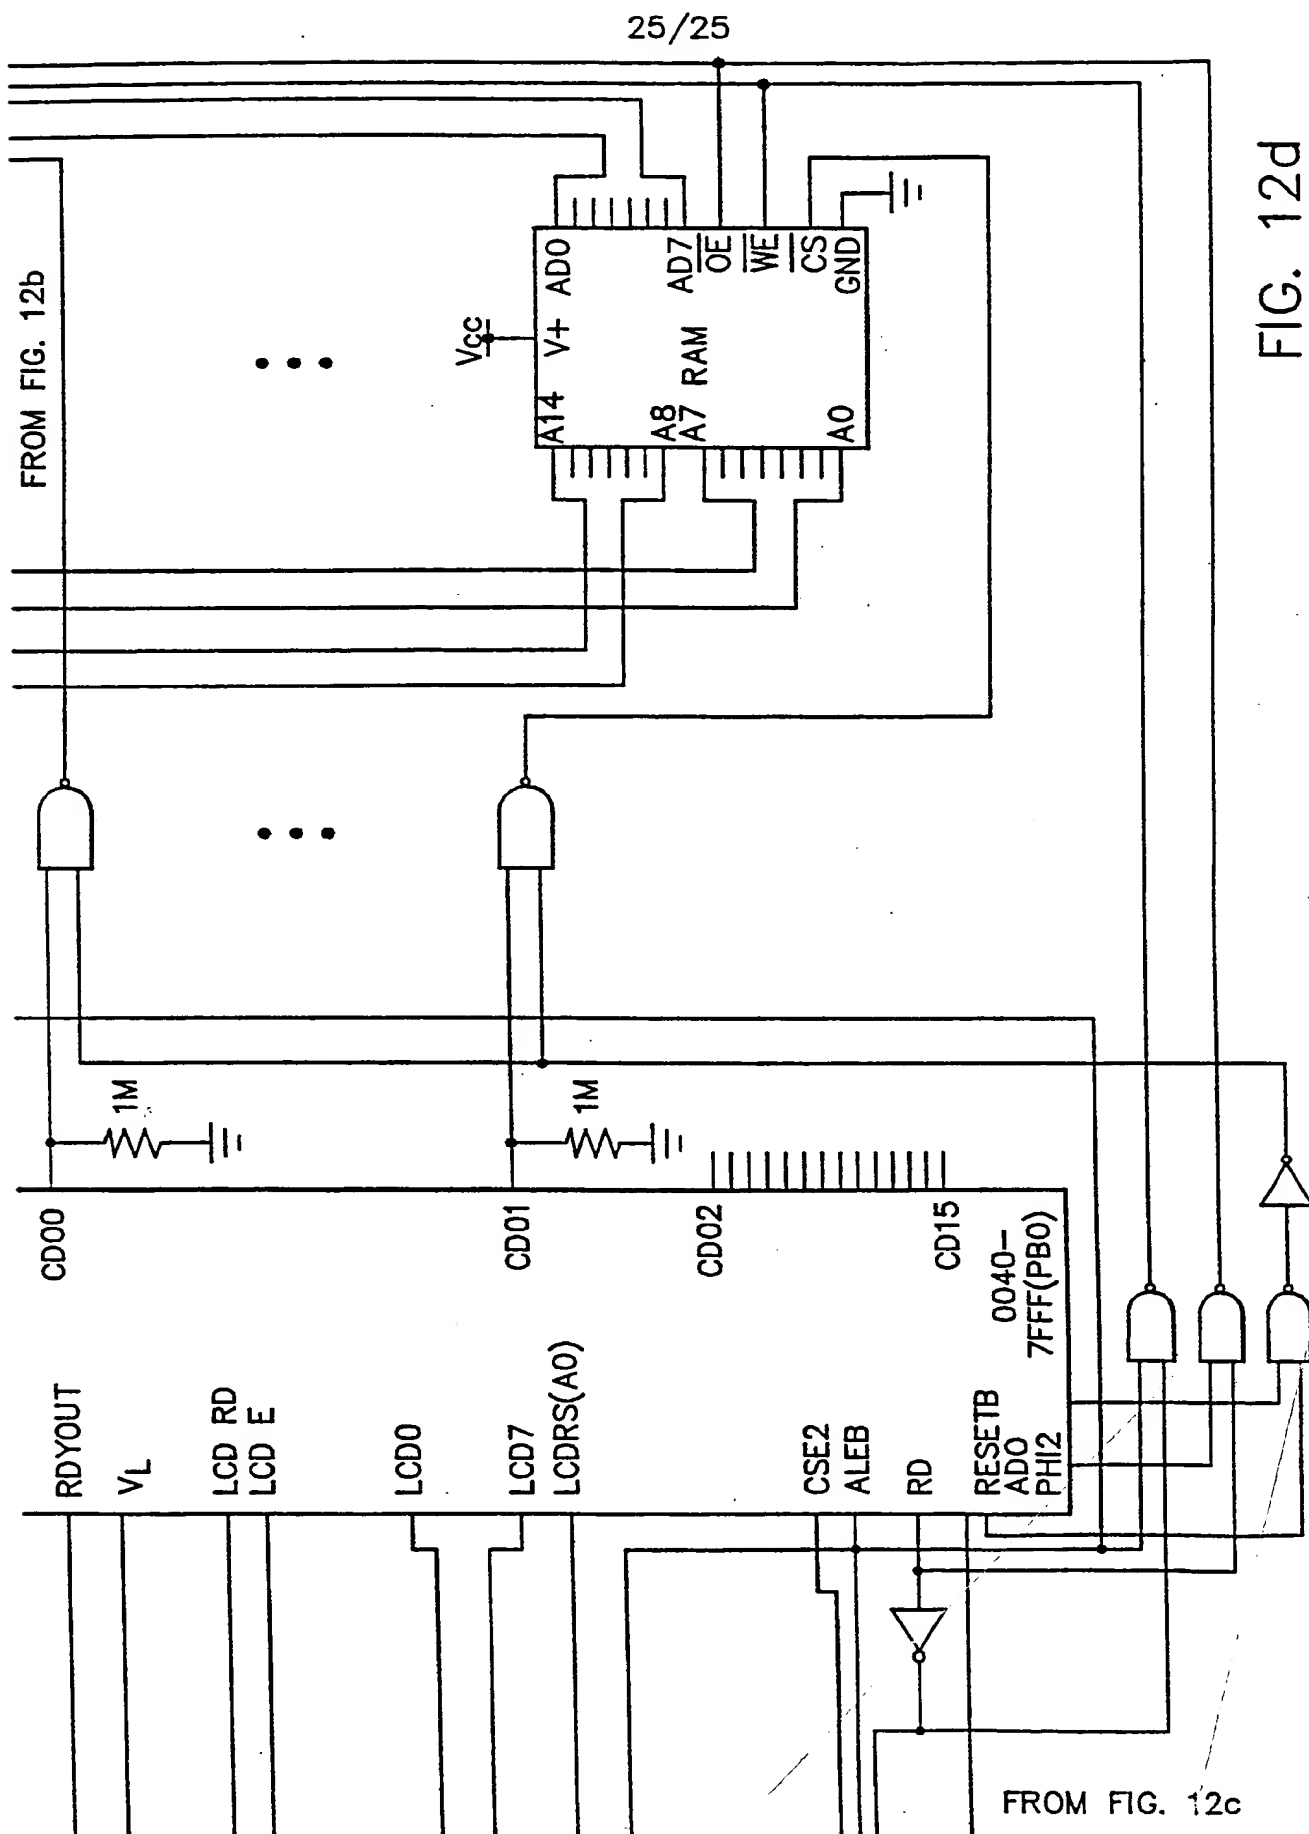 25/25
FROM FIG. 12b
Vcc
V+
AD0
AD7
OE
WE
CS
GND
RAM
A14
A8
A7
A0
FIG. 12d
1M
1M
CD00
CD01
CD02
CD15
0040-
7FFF(PB0)
RDYOUT
VL
LCD RD
LCD E
LCD0
LCD7
LCDRS(A0)
CSE2
ALEB
RD
RESETB
ADO
PHI2
FROM FIG. 12c